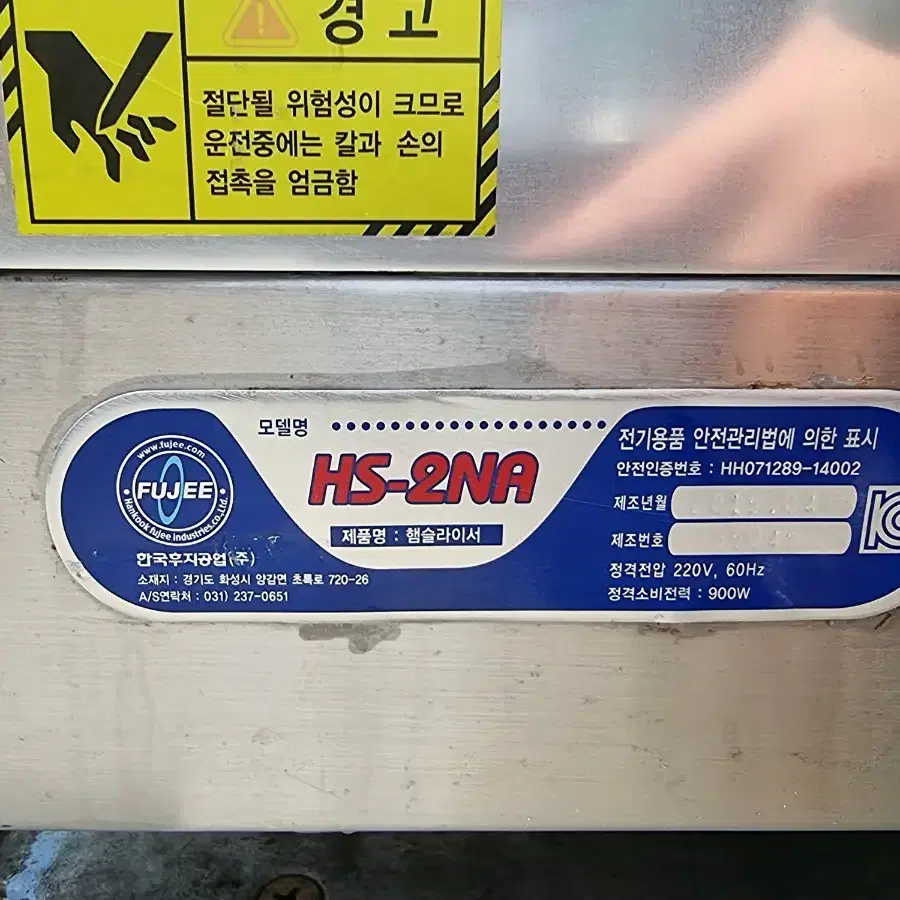 경고
절단될 위험성이 크므로
운전중에는 칼과 손의
접촉을 엄금함
모델명
HS-2NA
제품명 : 햄슬라이서
www.fujee.com
FUJEE
Hankook fujee industries co.,Ltd.
한국후지공업(주)
소재지 : 경기도 화성시 양감면 초록로 720-26
A/S연락처 : 031) 237-0651
전기용품 안전관리법에 의한 표시
안전인증번호 : HH071289-14002
제조년월
제조번호
정격전압 220V, 60Hz
정격소비전력 : 900W